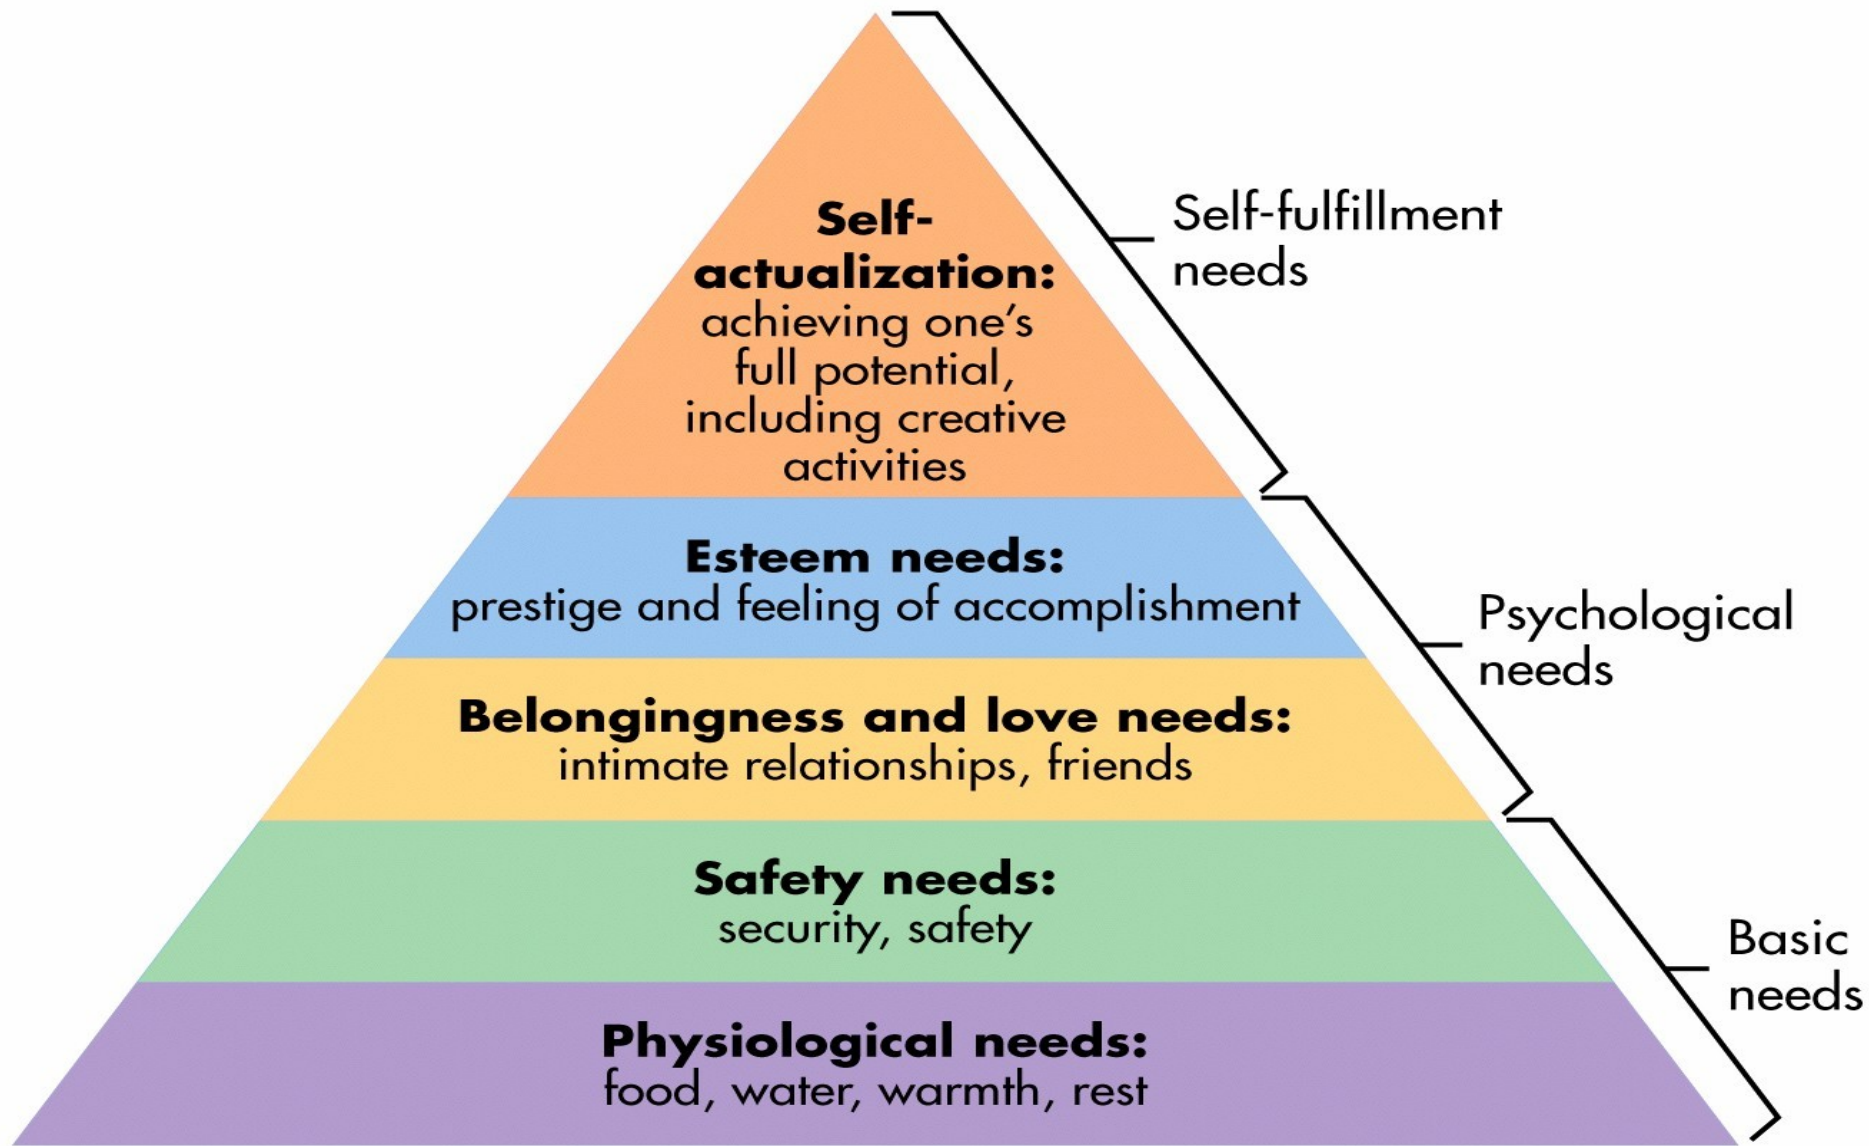 Self-
actualization:
achieving one's
full potential,
including creative
activities
Self-fulfillment
needs
Esteem needs:
prestige and feeling of accomplishment
Psychological
needs
Belongingness and love needs:
intimate relationships, friends
Safety needs:
security, safety
Basic
needs
Physiological needs:
food, water, warmth, rest